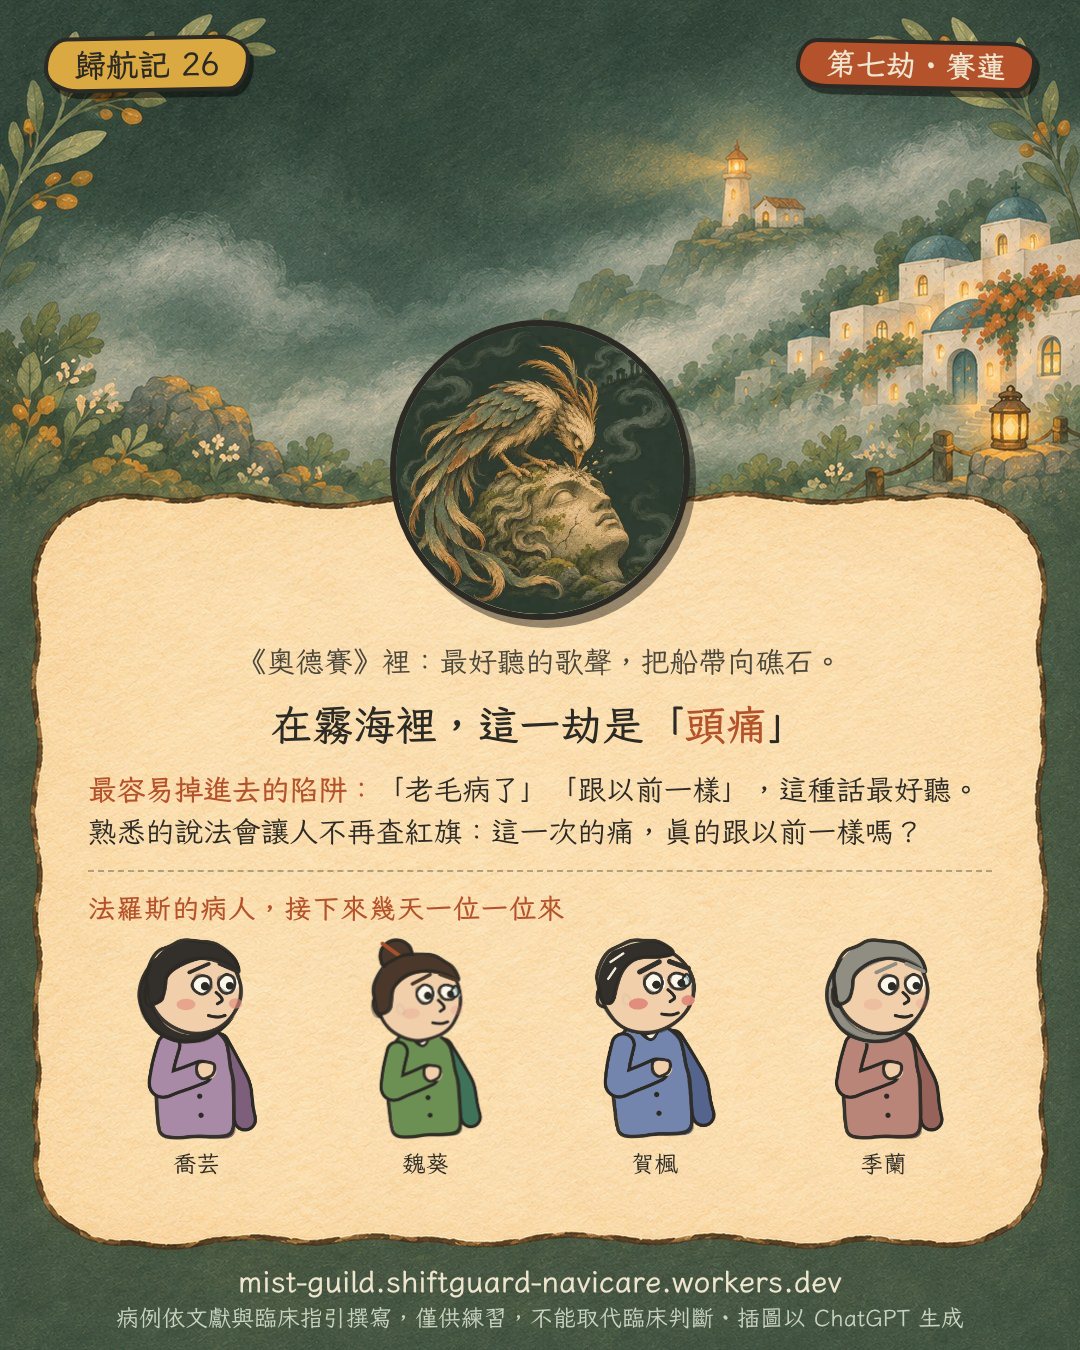 歸航記 26
第七劫・賽蓮
《奧德賽》裡：最好聽的歌聲，把船帶向礁石。
在霧海裡，這一劫是「頭痛」
最容易掉進去的陷阱：「老毛病了」「跟以前一樣」，這種話最好聽。
熟悉的說法會讓人不再查紅旗：這一次的痛，真的跟以前一樣嗎？
法羅斯的病人，接下來幾天一位一位來
喬芸
魏葵
賀楓
季蘭
mist-guild.shiftguard-navicare.workers.dev
病例依文獻與臨床指引撰寫，僅供練習，不能取代臨床判斷・插圖以 ChatGPT 生成